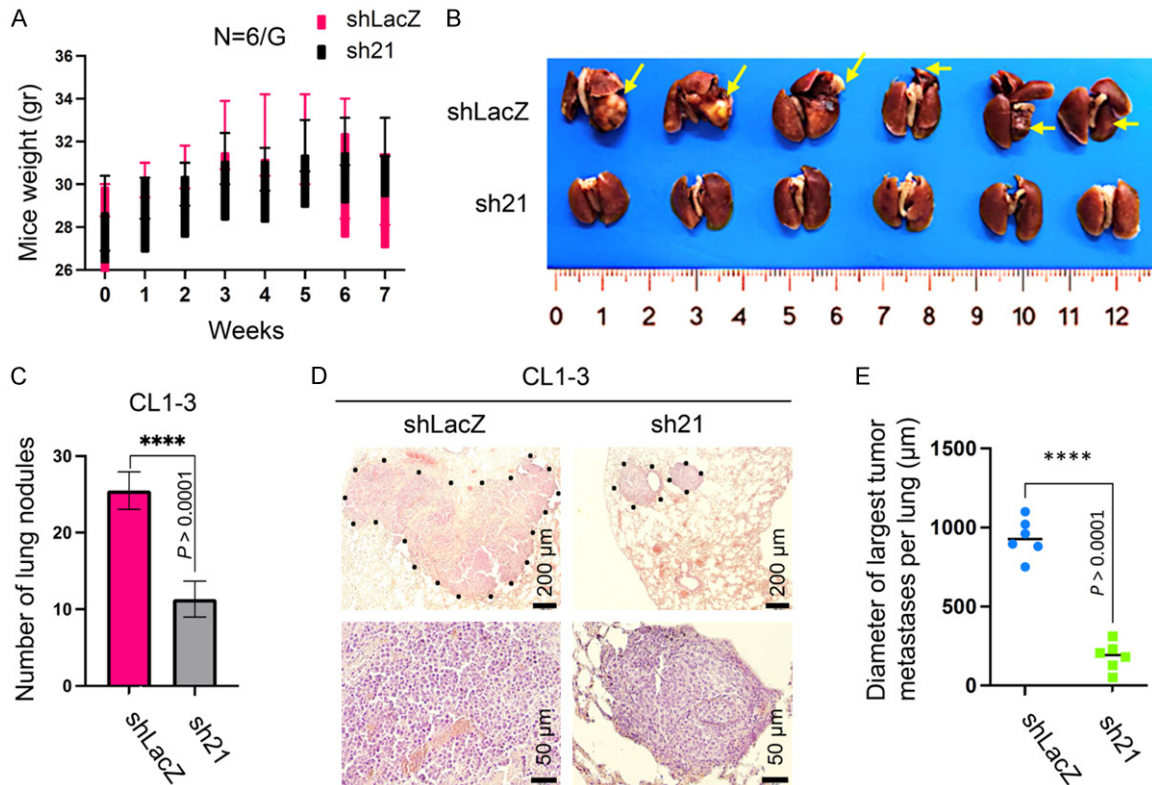 A
N=6/G
shLacZ
sh21
Mice weight (gr)
36
34
32
30
28
26
0 1 2 3 4 5 6 7
Weeks
B
shLacZ
sh21
0 1 2 3 4 5 6 7 8 9 10 11 12
C
CL1-3
Number of lung nodules
30
20
10
0
****
P > 0.0001
shLacZ
sh21
D
CL1-3
shLacZ
sh21
200 µm
200 µm
50 µm
50 µm
E
Diameter of largest tumor
metastases per lung (µm)
1500
1000
500
0
****
P > 0.0001
shLacZ
sh21